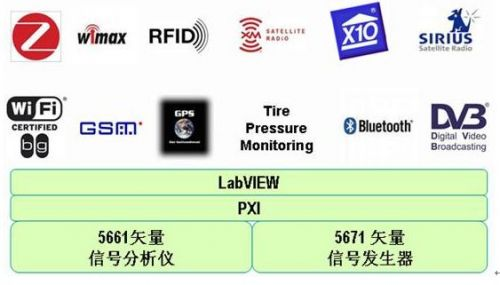 Z
WiMAX
RFID
XM SATELLITE RADIO
X10
SIRIUS
Satellite Radio
Wi Fi
CERTIFIED
b g
GSM
GPS
Tire
Pressure
Monitoring
Bluetooth®
DVB
Digital Video
Broadcasting
LabVIEW
PXI
5661矢量
信号分析仪
5671 矢量
信号发生器